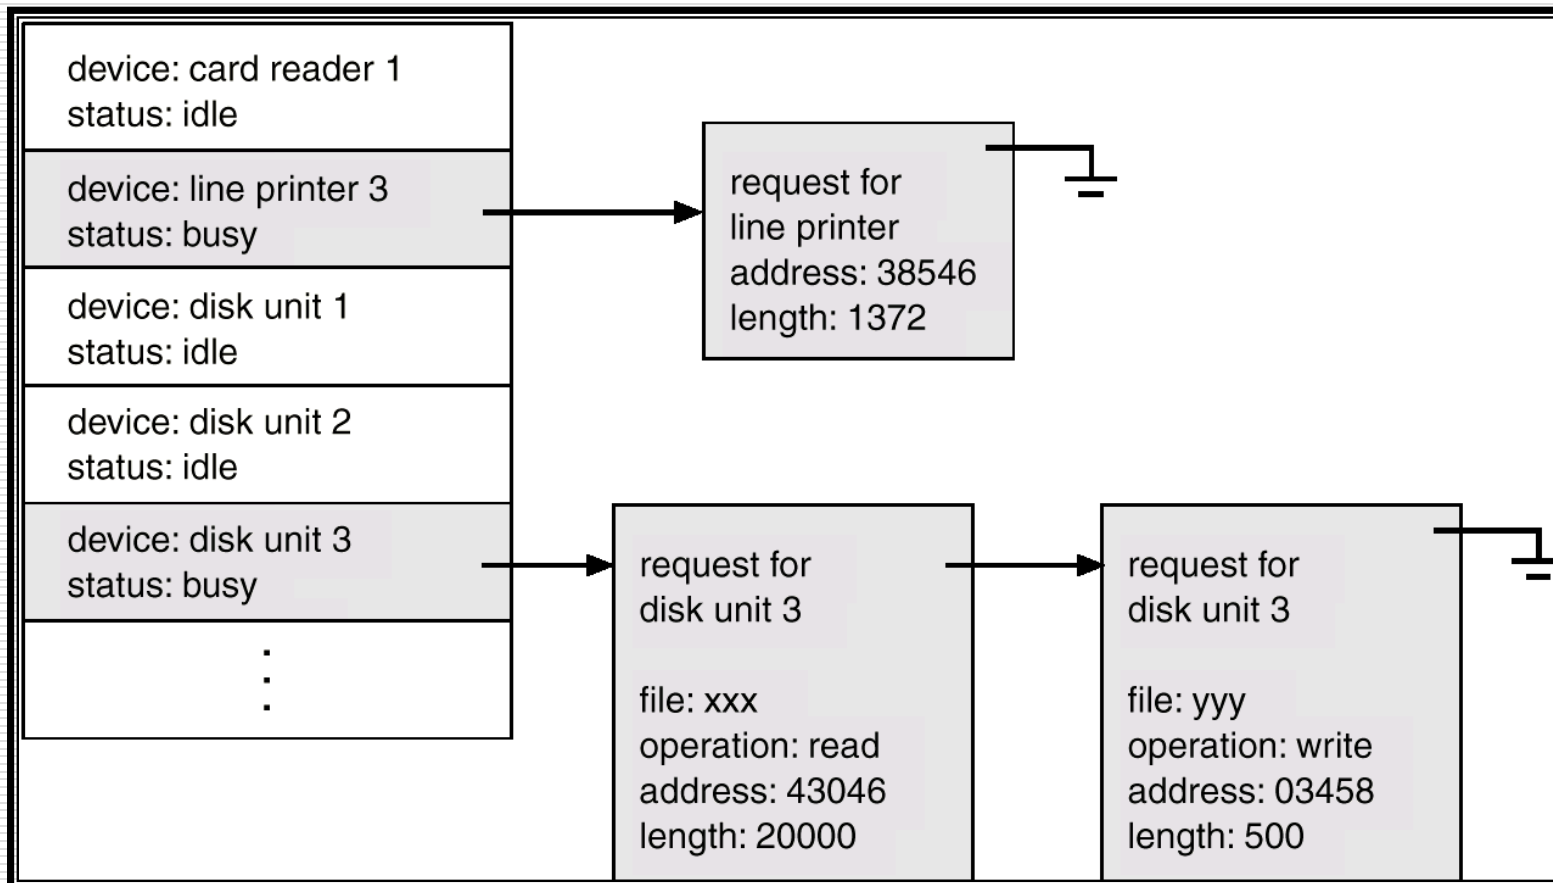 device: card reader 1
status: idle
device: line printer 3
status: busy
device: disk unit 1
status: idle
device: disk unit 2
status: idle
device: disk unit 3
status: busy
request for
line printer
address: 38546
length: 1372
request for
disk unit 3
file: xxx
operation: read
address: 43046
length: 20000
request for
disk unit 3
file: yyy
operation: write
address: 03458
length: 500